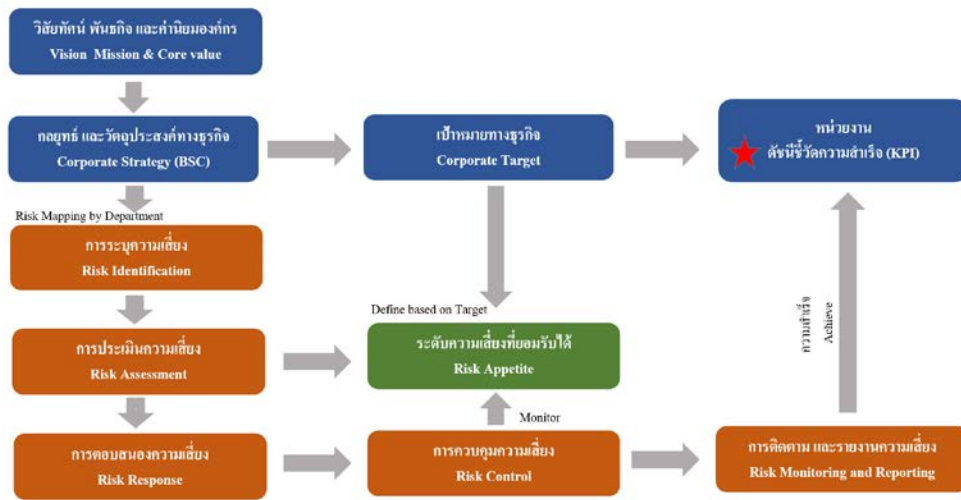 วิสัยทัศน์ พันธกิจ และค่านิยมองค์กร
Vision Mission & Core value
กลยุทธ์ และวัตถุประสงค์ทางธุรกิจ
Corporate Strategy (BSC)
เป้าหมายทางธุรกิจ
Corporate Target
หน่วยงาน
ดัชนีชี้วัดความสำเร็จ (KPI)
Risk Mapping by Department
การระบุความเสี่ยง
Risk Identification
Define based on Target
การประเมินความเสี่ยง
Risk Assessment
ระดับความเสี่ยงที่ยอมรับได้
Risk Appetite
ความสำเร็จ
Achieve
Monitor
การตอบสนองความเสี่ยง
Risk Response
การควบคุมความเสี่ยง
Risk Control
การติดตาม และรายงานความเสี่ยง
Risk Monitoring and Reporting